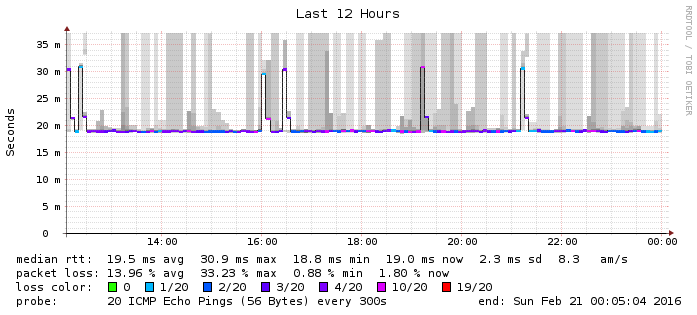 Last 12 Hours
RRDTOOL / TOBI OETIKER
Seconds
35 m
30 m
25 m
20 m
15 m
10 m
5 m
0
14:00 16:00 18:00 20:00 22:00 00:00
median rtt: 19.5 ms avg 30.9 ms max 18.8 ms min 19.0 ms now 2.3 ms sd 8.3 am/s
packet loss: 13.96 % avg 33.23 % max 0.88 % min 1.80 % now
loss color: 0 1/20 2/20 3/20 4/20 10/20 19/20
probe: 20 ICMP Echo Pings (56 Bytes) every 300s end: Sun Feb 21 00:05:04 2016